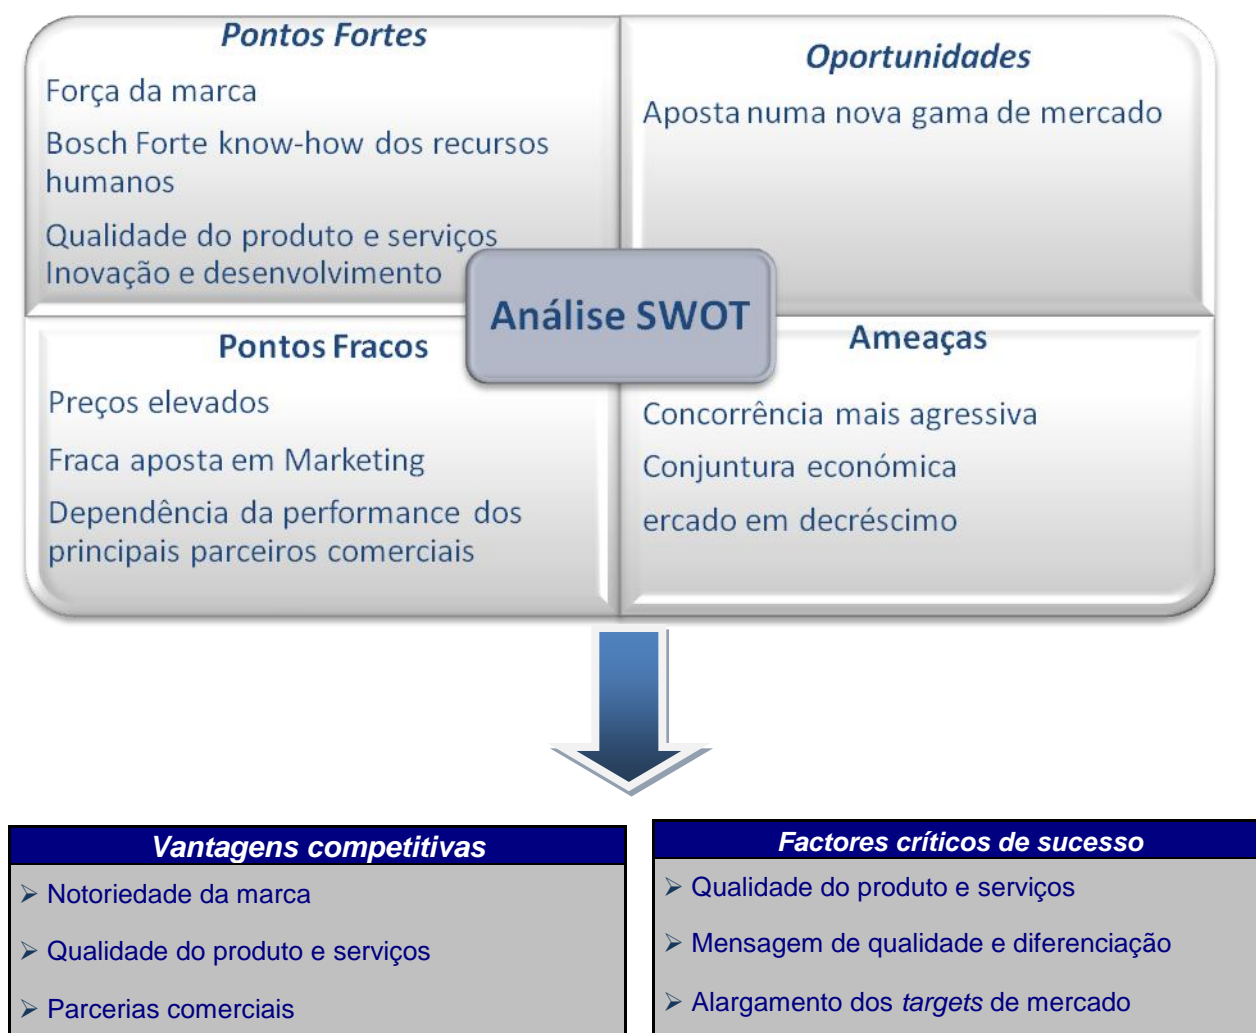 Pontos Fortes
Força da marca
Bosch Forte know-how dos recursos
humanos
Qualidade do produto e serviços
Inovação e desenvolvimento
Oportunidades
Aposta numa nova gama de mercado
Análise SWOT
Pontos Fracos
Preços elevados
Fraca aposta em Marketing
Dependência da performance dos
principais parceiros comerciais
Ameaças
Concorrência mais agressiva
Conjuntura económica
ercado em decréscimo
Vantagens competitivas
➢ Notoriedade da marca
➢ Qualidade do produto e serviços
➢ Parcerias comerciais
Factores críticos de sucesso
➢ Qualidade do produto e serviços
➢ Mensagem de qualidade e diferenciação
➢ Alargamento dos targets de mercado